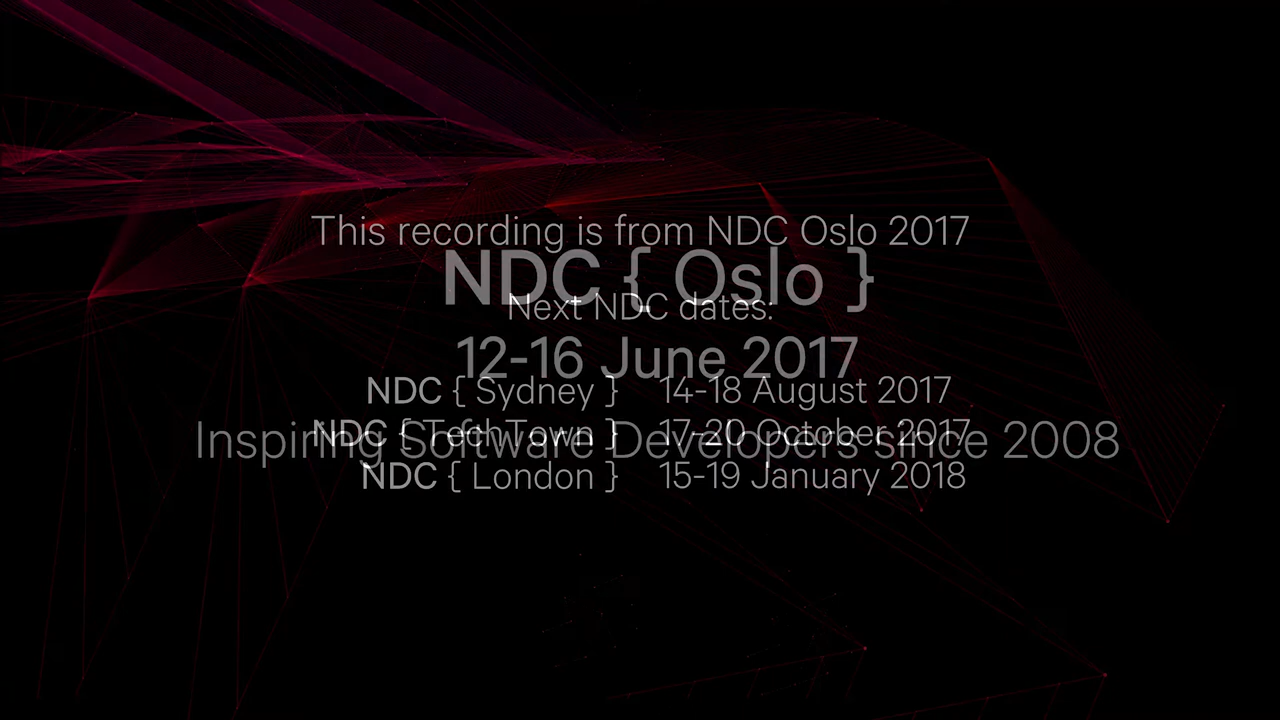 This recording is from NDC Oslo 2017
NDC { Oslo }
Next NDC dates:
12-16 June 2017
NDC { Sydney } 14-18 August 2017
NDC { TechTown } 17-20 October 2017
Inspiring Software Developers since 2008
NDC { London } 15-19 January 2018